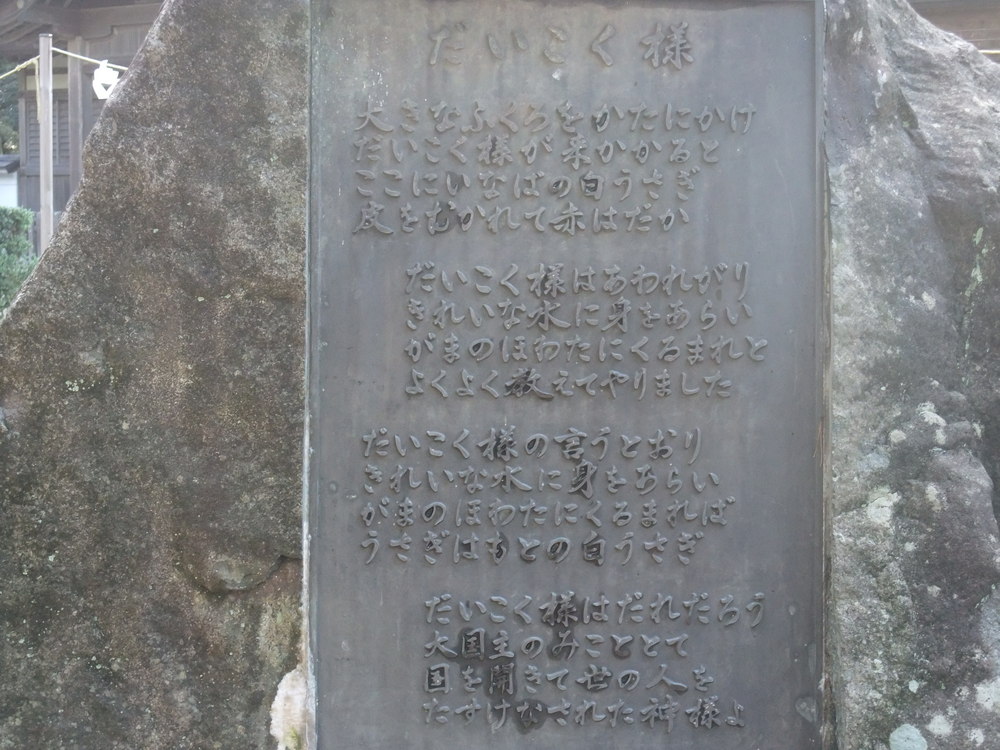 だいこく様
大きなふくろをかたにかけ
だいこく様が来かかると
ここにいなばの白うさぎ
皮をむかれて赤はだか
だいこく様はあわれがり
きれいな水に身をあらい
がまのほわたにくるまれと
よくよく教えてやりました
だいこく様の言うとおり
きれいな水に身をあらい
がまのほわたにくるまれば
うさぎはもとの白うさぎ
だいこく様はだれだろう
大国主のみこととて
国を開きて世の人を
たすけなされた神様よ